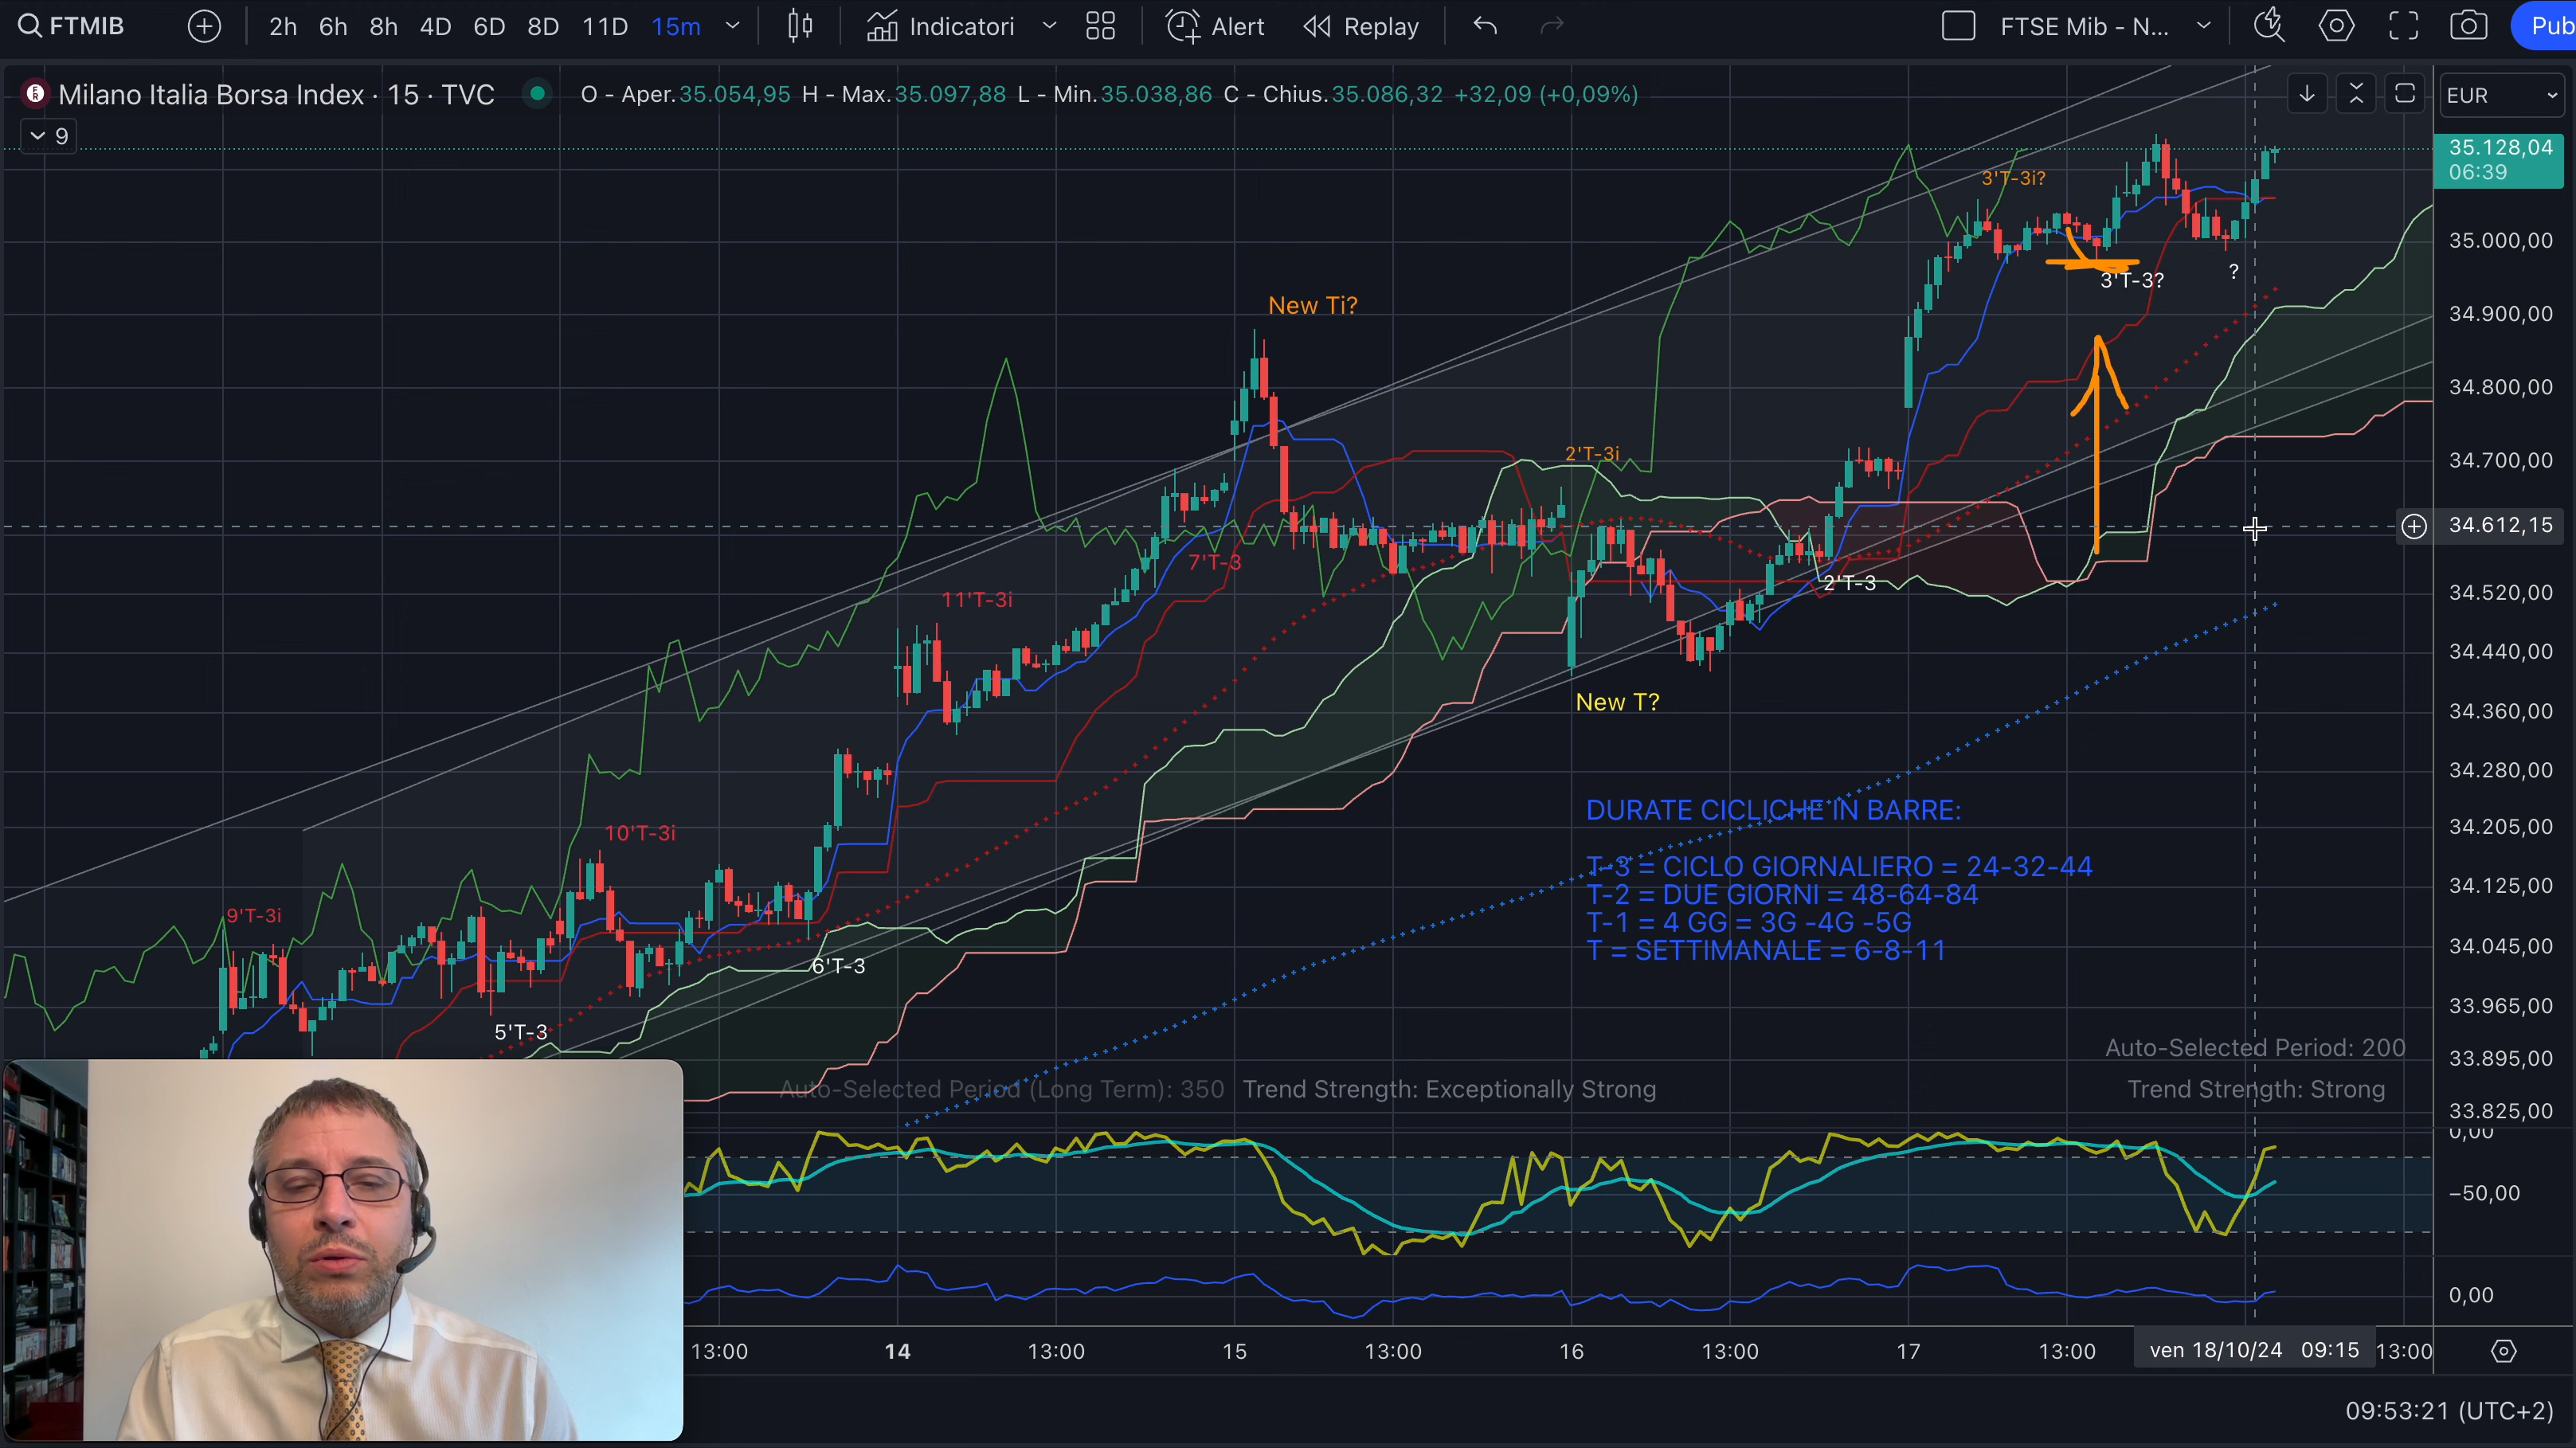 FTMIB
2h 6h 8h 4D 6D 8D 11D 15m
Indicatori
Alert
Replay
FTSE Mib - N...
Pub
Milano Italia Borsa Index · 15 · TVC
O - Aper.35.054,95 H - Max.35.097,88 L - Min.35.038,86 C - Chius.35.086,32 +32,09 (+0,09%)
EUR
9
35.128,04
06:39
3'T-3i?
35.000,00
?
3'T-3?
New Ti?
34.900,00
34.800,00
2'T-3i
34.700,00
34.612,15
7'T-3
2'T-3
11'T-3i
34.520,00
34.440,00
New T?
34.360,00
34.280,00
DURATE CICLICHE IN BARRE:
34.205,00
10'T-3i
T-3 = CICLO GIORNALIERO = 24-32-44
T-2 = DUE GIORNI = 48-64-84
T-1 = 4 GG = 3G -4G -5G
T = SETTIMANALE = 6-8-11
34.125,00
9'T-3i
34.045,00
6'T-3
33.965,00
5'T-3
Auto-Selected Period: 200
33.895,00
Auto-Selected Period (Long Term): 350
Trend Strength: Exceptionally Strong
Trend Strength: Strong
33.825,00
0,00
−50,00
0,00
13:00 14 13:00 15 13:00 16 13:00 17 13:00 ven 18/10/24 09:15 13:00
09:53:21 (UTC+2)